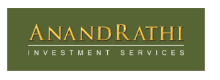 ANANDRATHI
INVESTMENT SERVICES